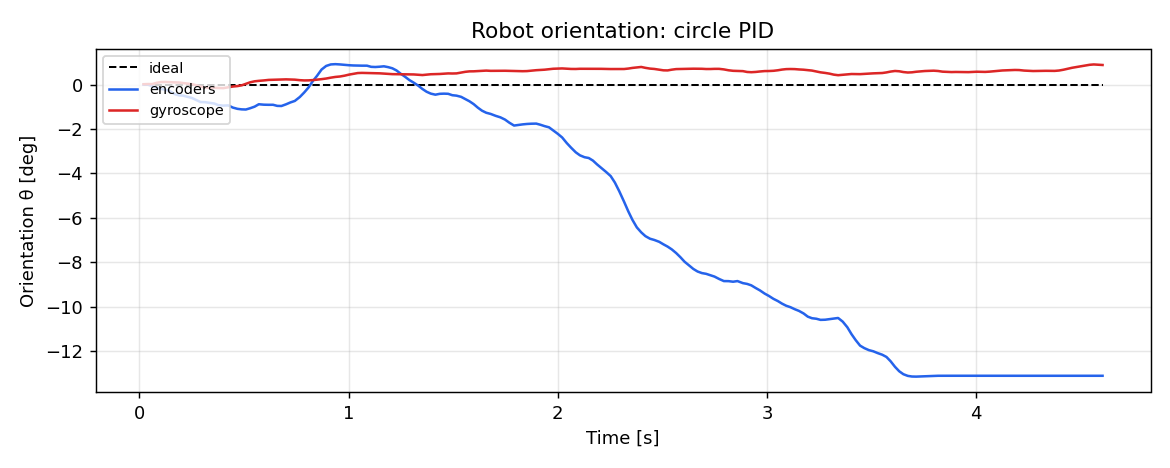 Robot orientation: circle PID
ideal
encoders
gyroscope
Orientation θ [deg]
0
−2
−4
−6
−8
−10
−12
0 1 2 3 4
Time [s]